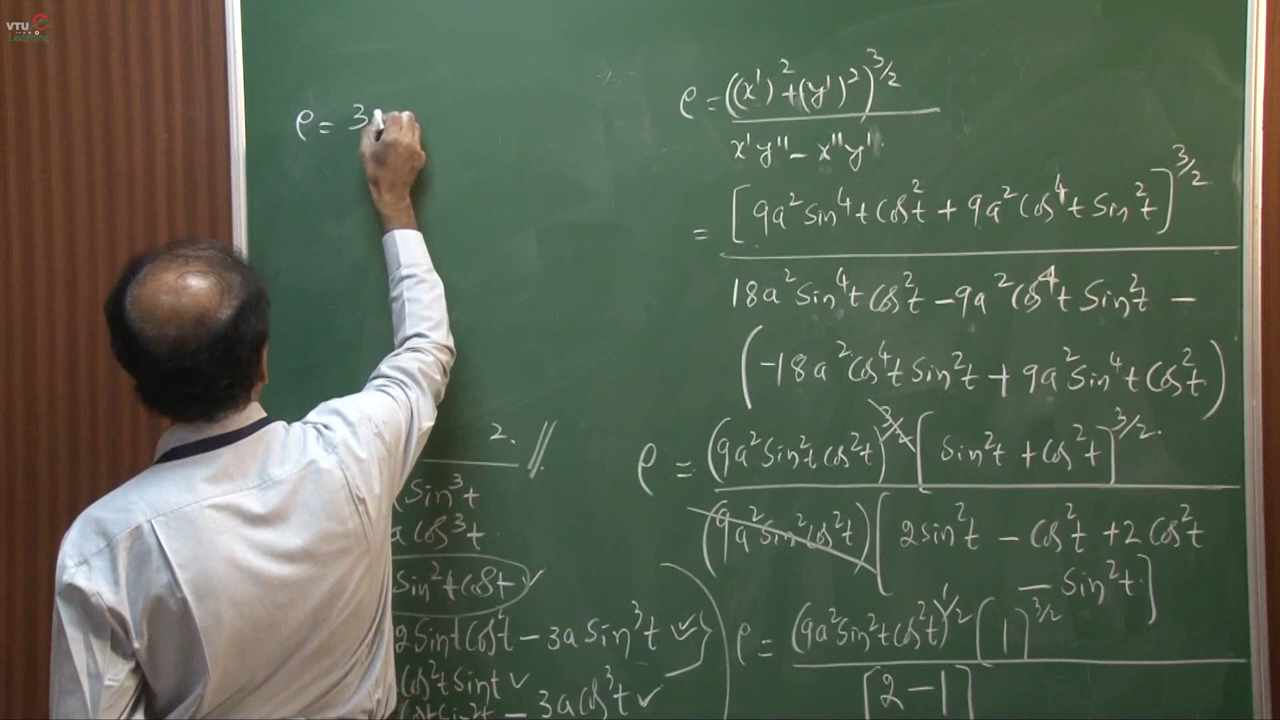 VTU e
Learning
ρ = 3
ρ = ((x')² + (y')²)^3/2
x'y'' - x''y'
= [9a² sin⁴t cos²t + 9a² cos⁴t sin²t]^3/2
18a² sin⁴t cos²t - 9a² cos⁴t sin²t -
(-18a² cos⁴t sin²t + 9a² sin⁴t cos²t)
ρ = (9a² sin²t cos²t)^3/2 [sin²t + cos²t]^3/2
(9a² sin²t cos²t) [2sin²t - cos²t + 2cos²t
- sin²t]
ρ = (9a² sin²t cos²t)^1/2 [1]^3/2
[2 - 1]
2. //
sin³t
a cos³t
sin²t cost ✓
2 sint cos²t - 3a sin³t ✓✓
cos²t sint ✓
- 3a cos³t ✓